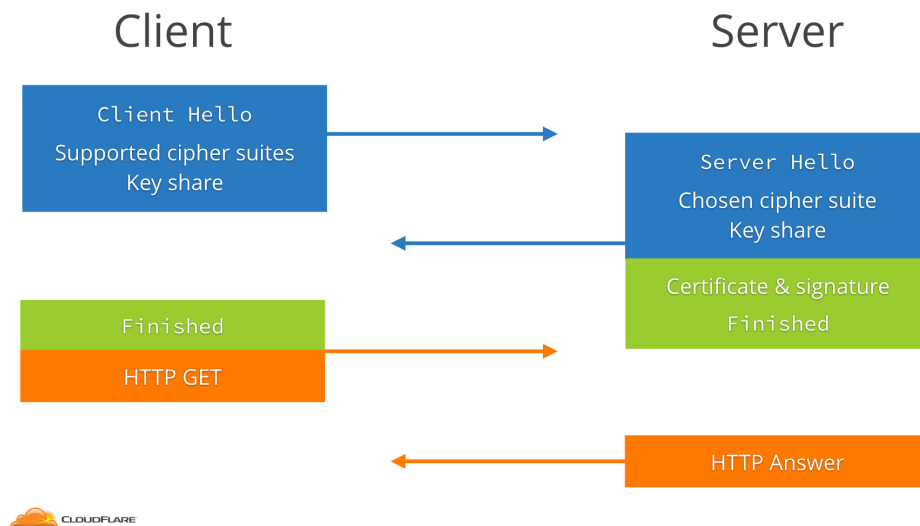 Client
Server
Client Hello
Supported cipher suites
Key share
Server Hello
Chosen cipher suite
Key share
Certificate & signature
Finished
Finished
HTTP GET
HTTP Answer
CLOUDFLARE